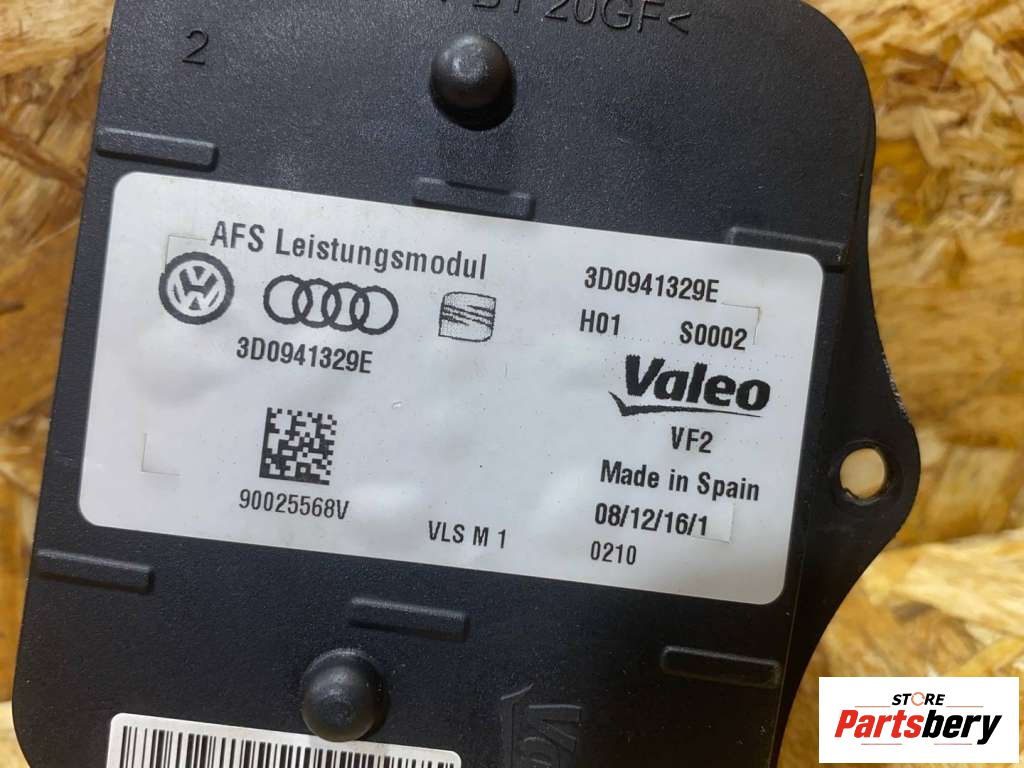 20GF<
2
AFS Leistungsmodul
3D0941329E
3D0941329E
H01 S0002
Valeo
VF2
Made in Spain
08/12/16/1
0210
90025568V
VLS M 1
STORE
Partsbery